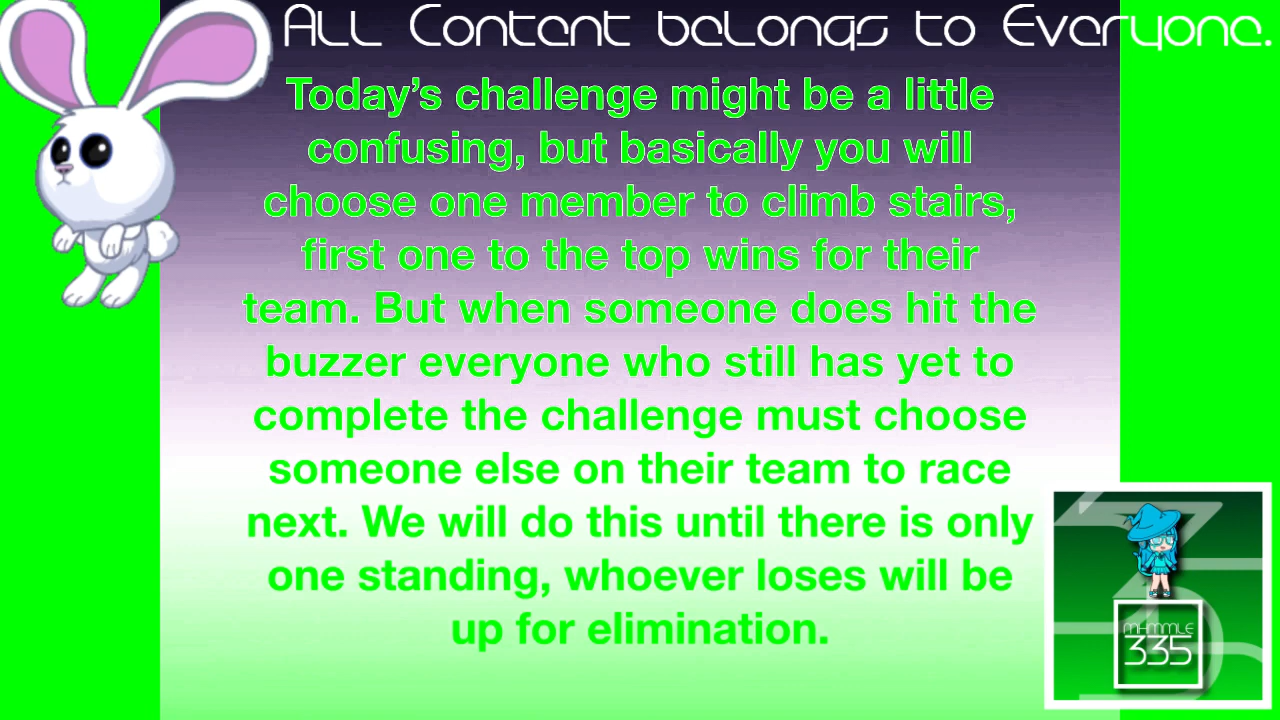 ALL Content belongs to Everyone.
Today’s challenge might be a little
confusing, but basically you will
choose one member to climb stairs,
first one to the top wins for their
team. But when someone does hit the
buzzer everyone who still has yet to
complete the challenge must choose
someone else on their team to race
next. We will do this until there is only
one standing, whoever loses will be
up for elimination.
335